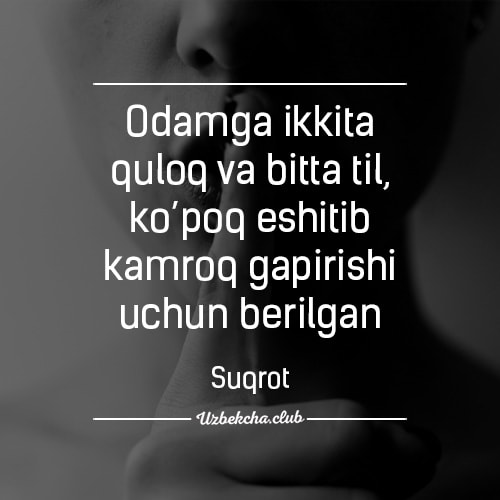 Odamga ikkita
quloq va bitta til,
ko'poq eshitib
kamroq gapirishi
uchun berilgan
Suqrot
Uzbekcha.club